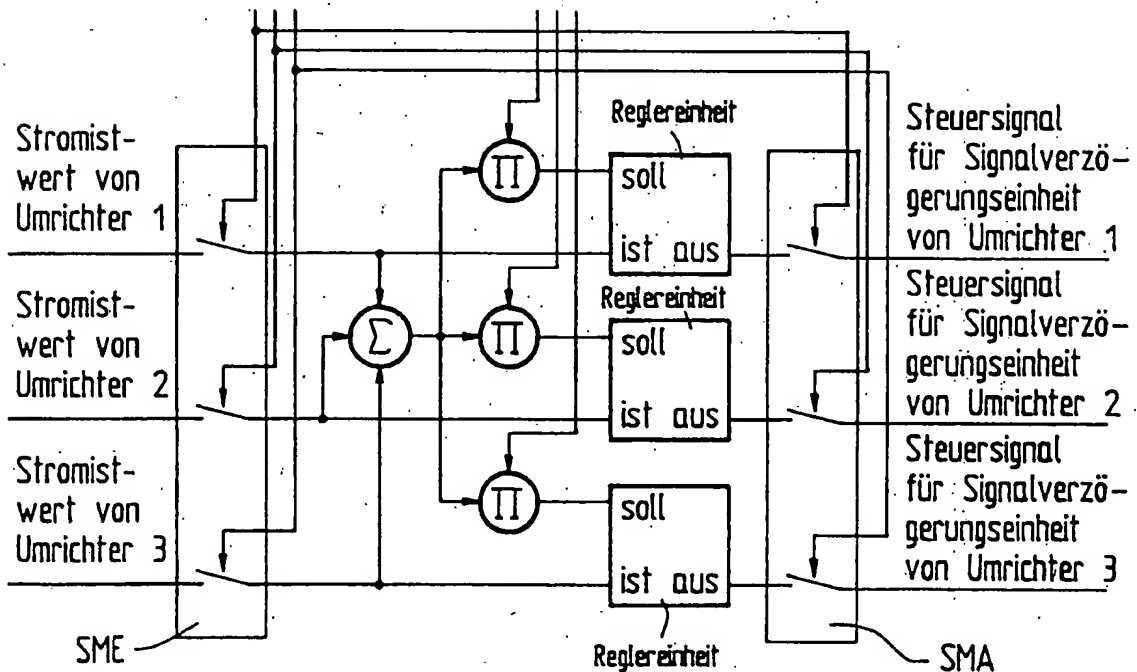 Reglereinheit
Stromist-
wert von
Umrichter 1
Π
soll
ist aus
Steuersignal
für Signalverzö-
gerungseinheit
von Umrichter 1
Reglereinheit
Stromist-
wert von
Umrichter 2
Σ
Π
soll
ist aus
Steuersignal
für Signalverzö-
gerungseinheit
von Umrichter 2
Stromist-
wert von
Umrichter 3
Π
soll
ist aus
Steuersignal
für Signalverzö-
gerungseinheit
von Umrichter 3
SME
Reglereinheit
SMA